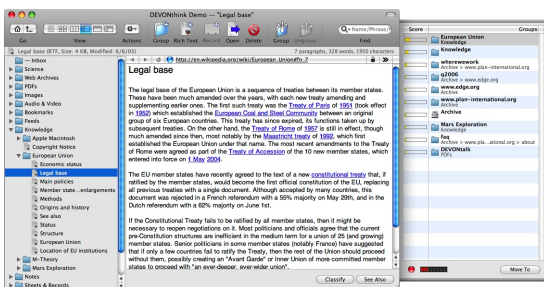 DEVONthink Demo — "Legal base"
Go
View
Actions
Group
Rich Text
Record
Open
Delete
Group
Ungroup
Name/Phrase/
Find
Legal base (RTF, Size: 4 KB, Modified: 6/6/05)
7 paragraphs, 328 words, 1950 characters
— Inbox
Science
Web Archives
PDFs
Images
Audio & Video
Bookmarks
Feeds
Knowledge
Apple Macintosh
Copyright Notice
European Union
Economic status
Legal base
Main policies
Member state...enlargements
Methods
Origins and history
See also
Status
Structure
European Union
Location of EU institutions
M-Theory
Mars Exploration
Notes
Sheets & Records
http://en.wikipedia.org/wiki/European_Union#fn_7
Legal base
The legal base of the European Union is a sequence of treaties between its member states.
These have been much amended over the years, with each new treaty amending and
supplementing earlier ones. The first such treaty was the Treaty of Paris of 1951 (took effect
in 1952) which established the European Coal and Steel Community between an original
group of six European countries. This treaty has since expired, its functions taken up by
subsequent treaties. On the other hand, the Treaty of Rome of 1957 is still in effect, though
much amended since then, most notably by the Maastricht treaty of 1992, which first
established the European Union under that name. The most recent amendments to the Treaty
of Rome were agreed as part of the Treaty of Accession of the 10 new member states, which
entered into force on 1 May 2004.
The EU member states have recently agreed to the text of a new constitutional treaty that, if
ratified by the member states, would become the first official constitution of the EU, replacing
all previous treaties with a single document. Although accepted by many countries, this
document was rejected in a French referendum with a 55% majority on May 29th, and in the
Dutch referendum with a 62% majority on June 1st.
If the Constitutional Treaty fails to be ratified by all member states, then it might be
necessary to reopen negotiations on it. Most politicians and officials agree that the current
pre-Constitution structures are inefficient in the medium term for a union of 25 (and growing)
member states. Senior politicians in some member states (notably France) have suggested
that if only a few countries fail to ratify the Treaty, then the rest of the Union should proceed
without them, possibly creating an "Avant Garde" or Inner Union of more committed member
states to proceed with "an ever-deeper, ever-wider union".
Classify
See Also
Score
Groups:
European Union
Knowledge
Knowledge
wherewework
Archive > www.plan-international.org
q2006
Archive > www.edge.org
www.edge.org
Archive
www.plan-international.org
Archive
Archive
Mars Exploration
Knowledge
faq
Archive > www.pla...ational.org > about
DEVONtalk
PDFs
Move To